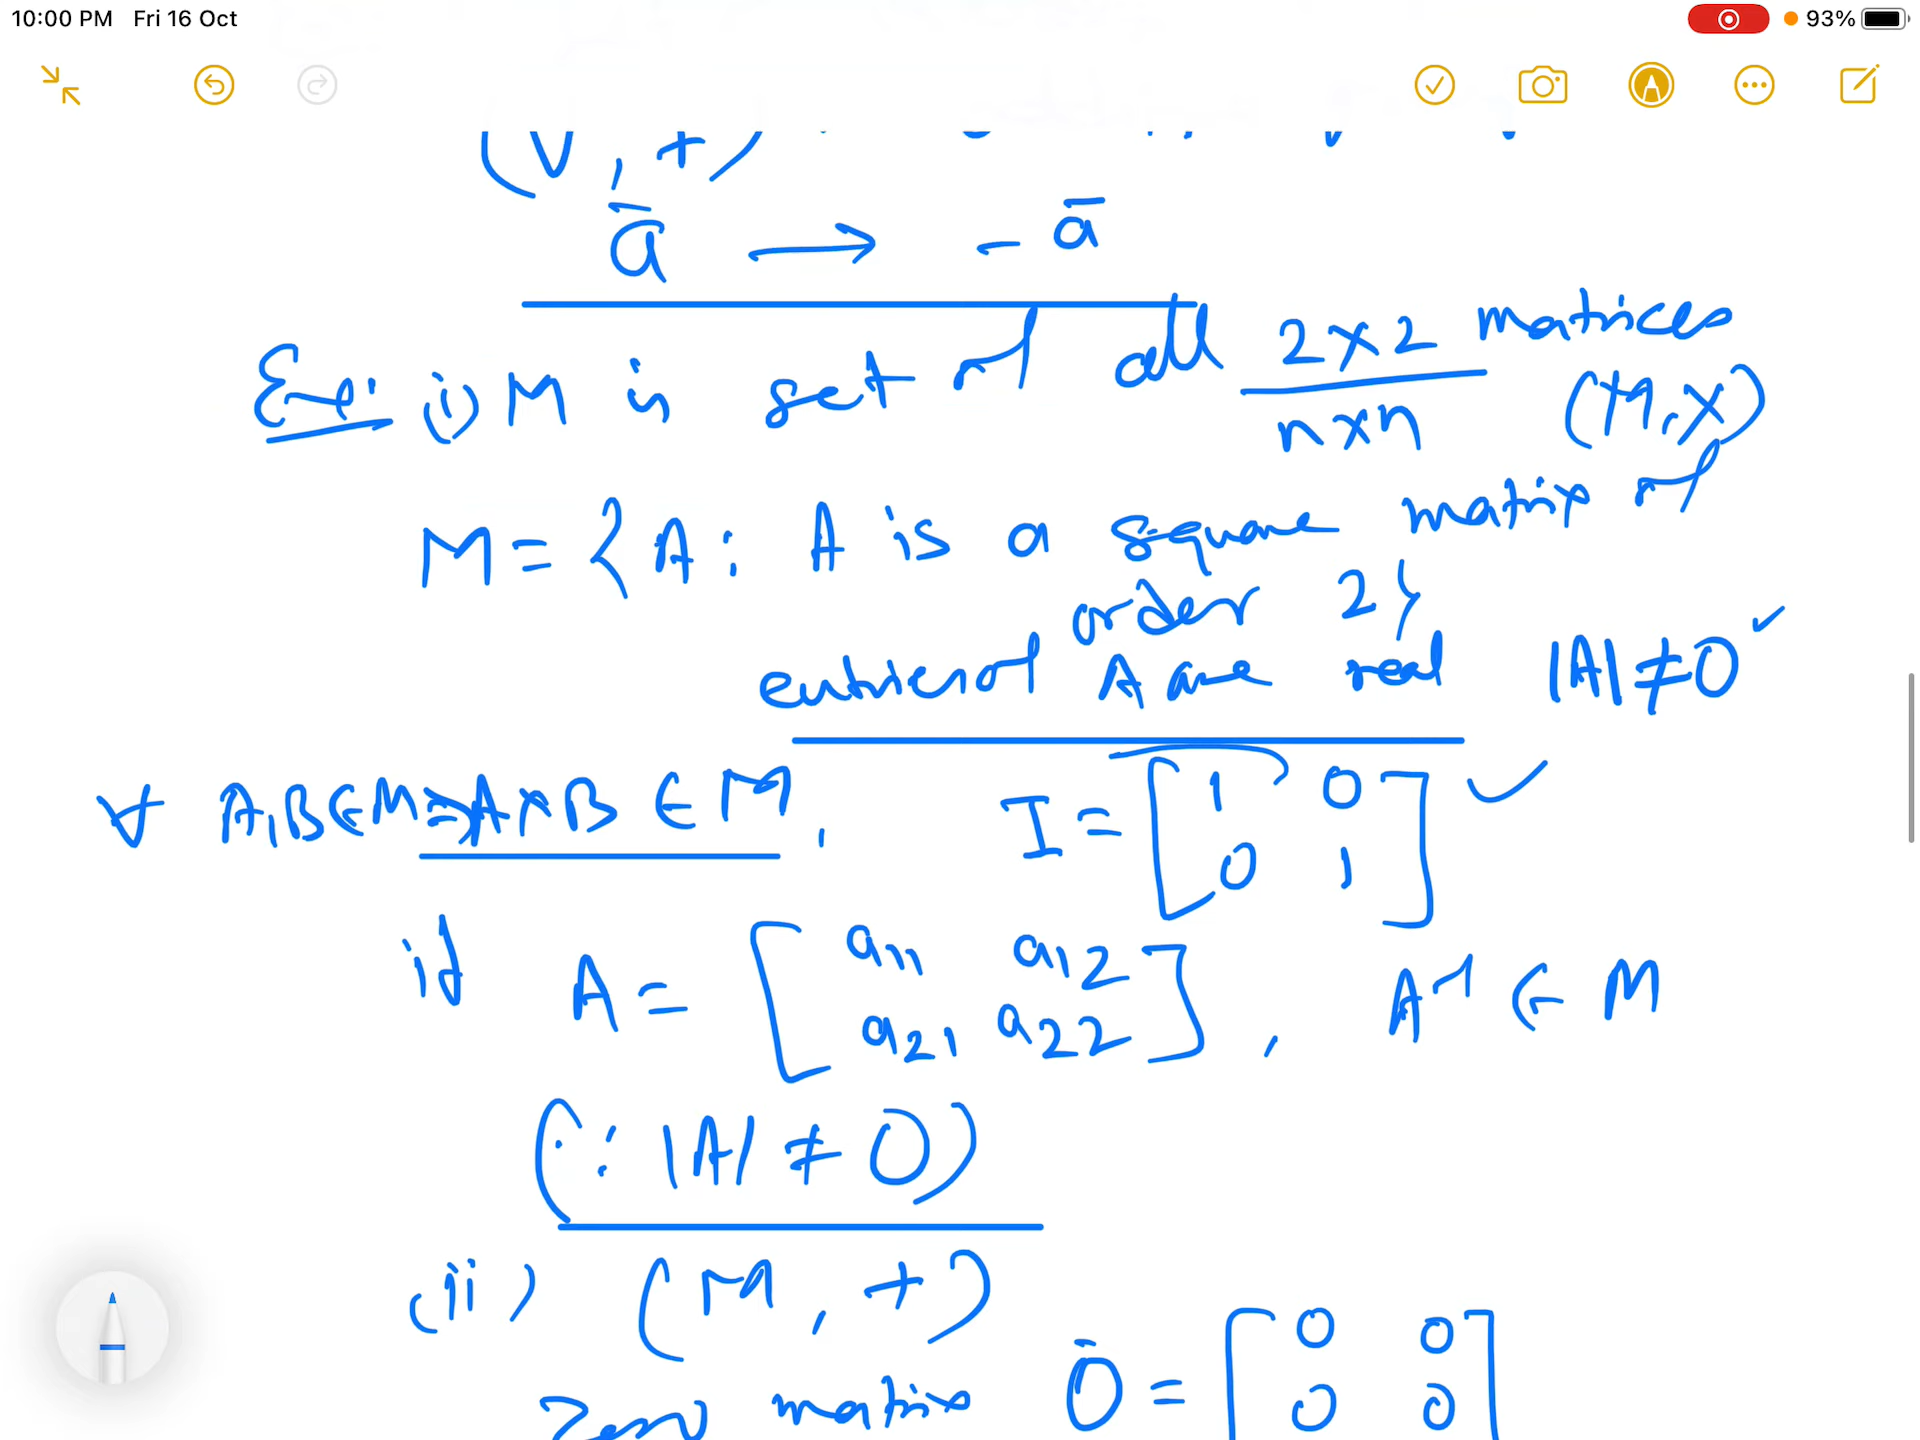 10:00 PM Fri 16 Oct 93%
(V, +)
ā → - ā
Ex: (i) M is set of all 2×2 matrices
n×n (M, ×)
M = { A : A is a square matrix of
order 2}
entries of A are real |A| ≠ 0 ✓
∀ A, B ∈ M ⇒ A × B ∈ M, I = [ 1 0 ✓
0 1 ]
if A = [ a11 a12
a21 a22 ], A⁻¹ ∈ M
(∵ |A| ≠ 0)
(ii) (M, +)
Zero matrix Ō = [ 0 0
0 0 ]